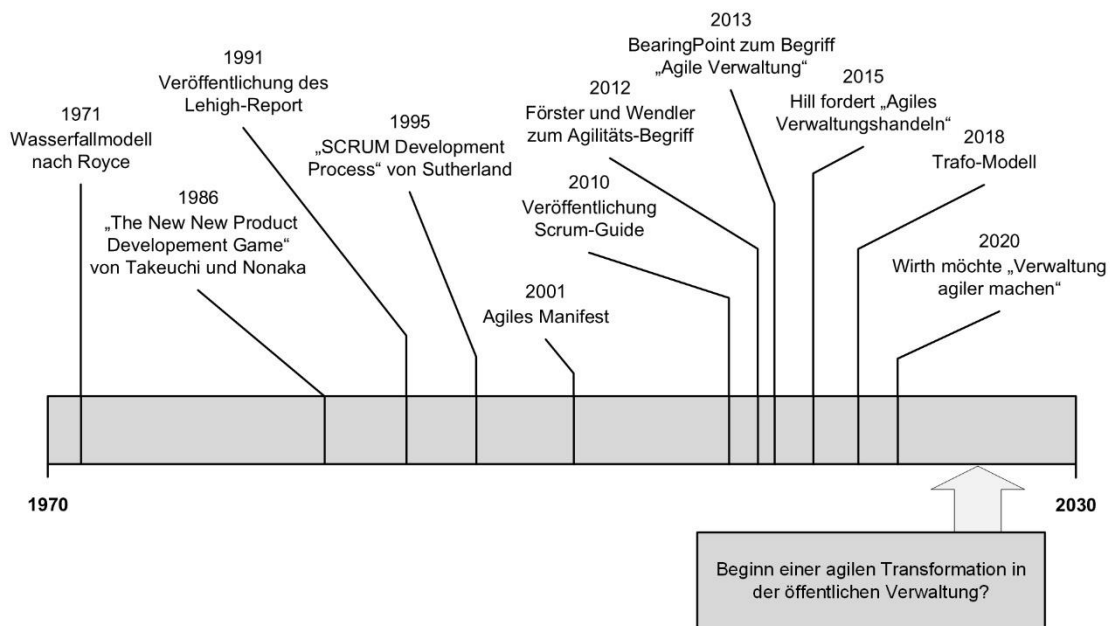 1971
Wasserfallmodell
nach Royce
1986
„The New New Product
Developement Game“
von Takeuchi und Nonaka
1991
Veröffentlichung des
Lehigh-Report
1995
„SCRUM Development
Process“ von Sutherland
2001
Agiles Manifest
2010
Veröffentlichung
Scrum-Guide
2012
Förster und Wendler
zum Agilitäts-Begriff
2013
BearingPoint zum Begriff
„Agile Verwaltung“
2015
Hill fordert „Agiles
Verwaltungshandeln“
2018
Trafo-Modell
2020
Wirth möchte „Verwaltung
agiler machen“
1970
2030
Beginn einer agilen Transformation in
der öffentlichen Verwaltung?